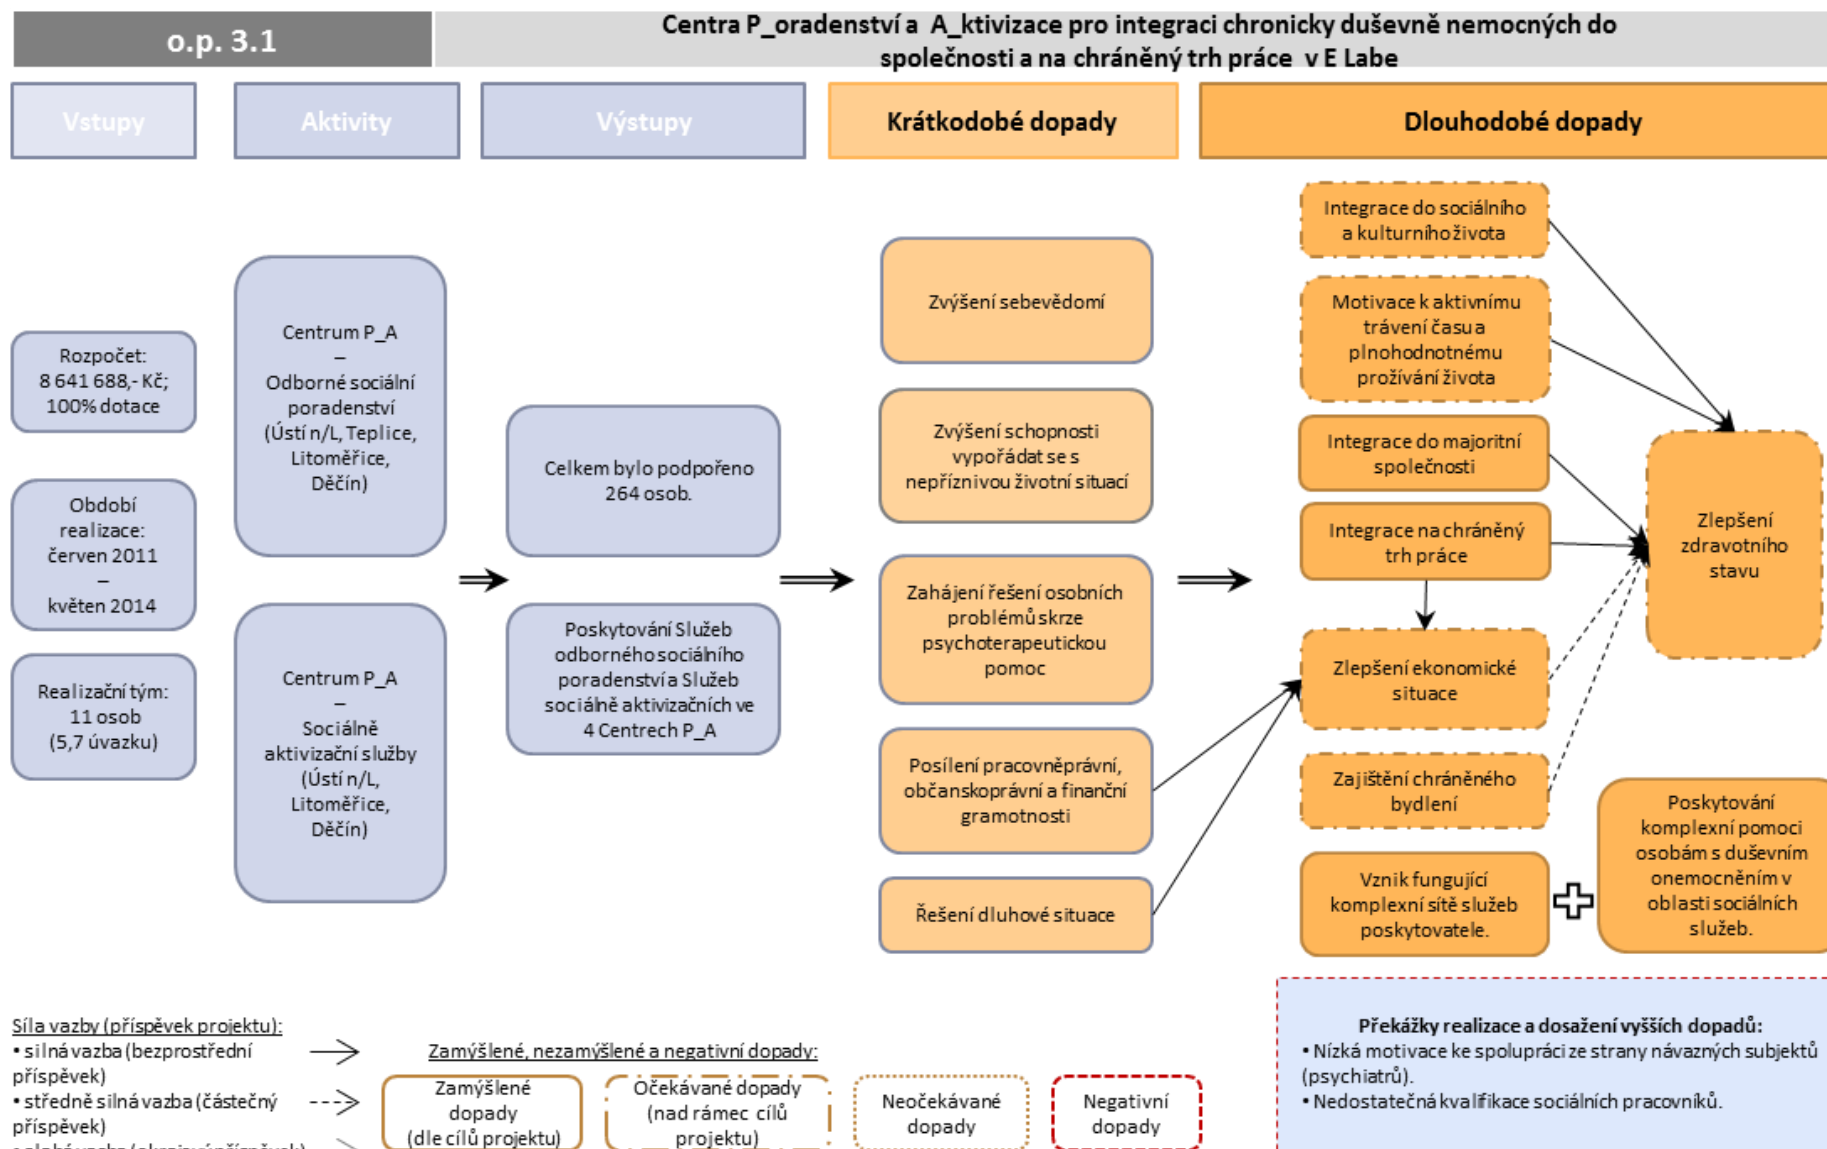 o.p. 3.1
Centra P_oradenství a A_ktivizace pro integraci chronicky duševně nemocných do
společnosti a na chráněný trh práce v E Labe
Vstupy
Aktivity
Výstupy
Krátkodobé dopady
Dlouhodobé dopady
Rozpočet:
8 641 688,- Kč;
100% dotace
Období
realizace:
červen 2011
–
květen 2014
Realizační tým:
11 osob
(5,7 úvazku)
Centrum P_A
–
Odborné sociální
poradenství
(Ústí n/L, Teplice,
Litoměřice,
Děčín)
Centrum P_A
–
Sociálně
aktivizační služby
(Ústí n/L,
Litoměřice,
Děčín)
Celkem bylo podpořeno
264 osob.
Poskytování Služeb
odborného sociálního
poradenství a Služeb
sociálně aktivizačních ve
4 Centrech P_A
Zvýšení sebevědomí
Zvýšení schopnosti
vypořádat se s
nepříznivou životní situací
Zahájení řešení osobních
problémů skrze
psychoterapeutickou
pomoc
Posílení pracovněprávní,
občanskoprávní a finanční
gramotnosti
Řešení dluhové situace
Integrace do sociálního
a kulturního života
Motivace k aktivnímu
trávení času a
plnohodnotnému
prožívání života
Integrace do majoritní
společnosti
Integrace na chráněný
trh práce
Zlepšení ekonomické
situace
Zajištění chráněného
bydlení
Vznik fungující
komplexní sítě služeb
poskytovatele.
Zlepšení
zdravotního
stavu
Poskytování
komplexní pomoci
osobám s duševním
onemocněním v
oblasti sociálních
služeb.
Síla vazby (příspěvek projektu):
• silná vazba (bezprostřední
příspěvek)
• středně silná vazba (částečný
příspěvek)
• slabá vazba (okrajový příspěvek)
Zamýšlené, nezamýšlené a negativní dopady:
Zamýšlené
dopady
(dle cílů projektu)
Očekávané dopady
(nad rámec cílů
projektu)
Neočekávané
dopady
Negativní
dopady
Překážky realizace a dosažení vyšších dopadů:
• Nízká motivace ke spolupráci ze strany návazných subjektů
(psychiatrů).
• Nedostatečná kvalifikace sociálních pracovníků.